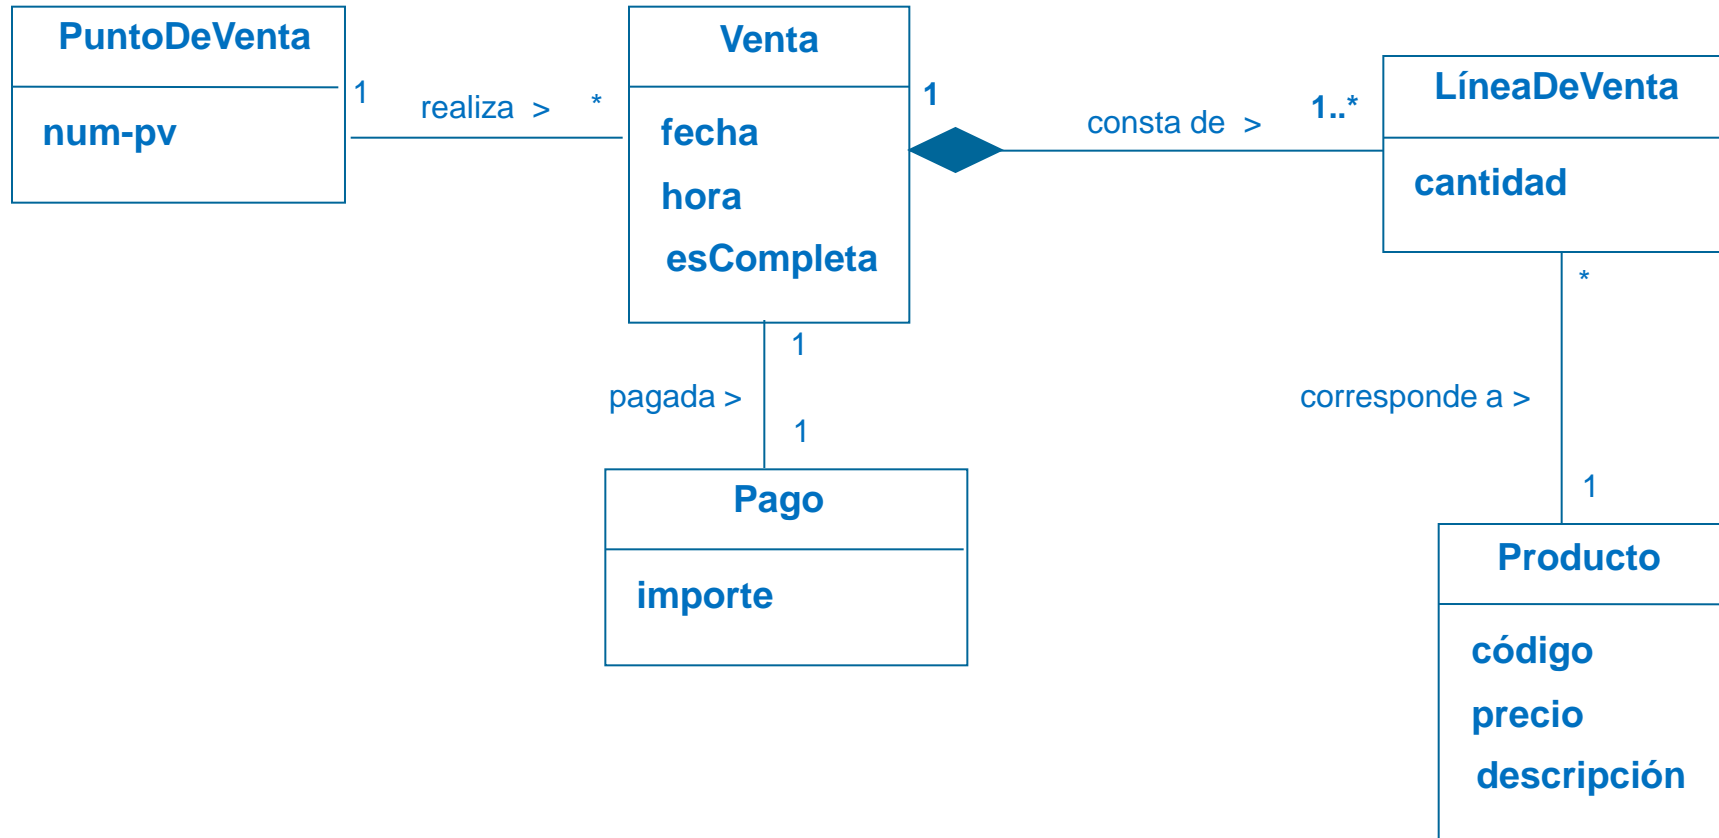 PuntoDeVenta
num-pv
1
realiza >
*
Venta
fecha
hora
esCompleta
1
consta de >
1..*
LíneaDeVenta
cantidad
1
pagada >
1
Pago
importe
*
corresponde a >
1
Producto
código
precio
descripción